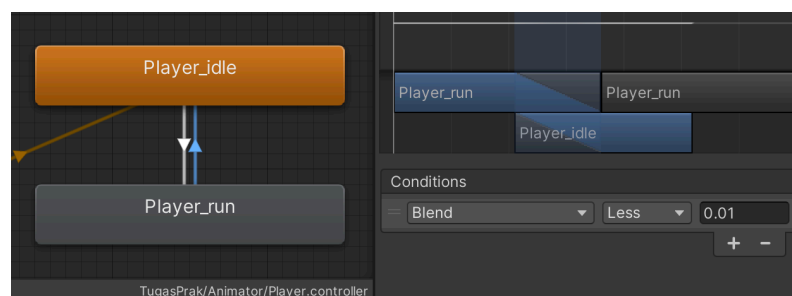 Player_idle
Player_run
TugasPrak/Animator/Player.controller
Player_run Player_run
Player_idle
Conditions
= Blend Less 0.01
+ -